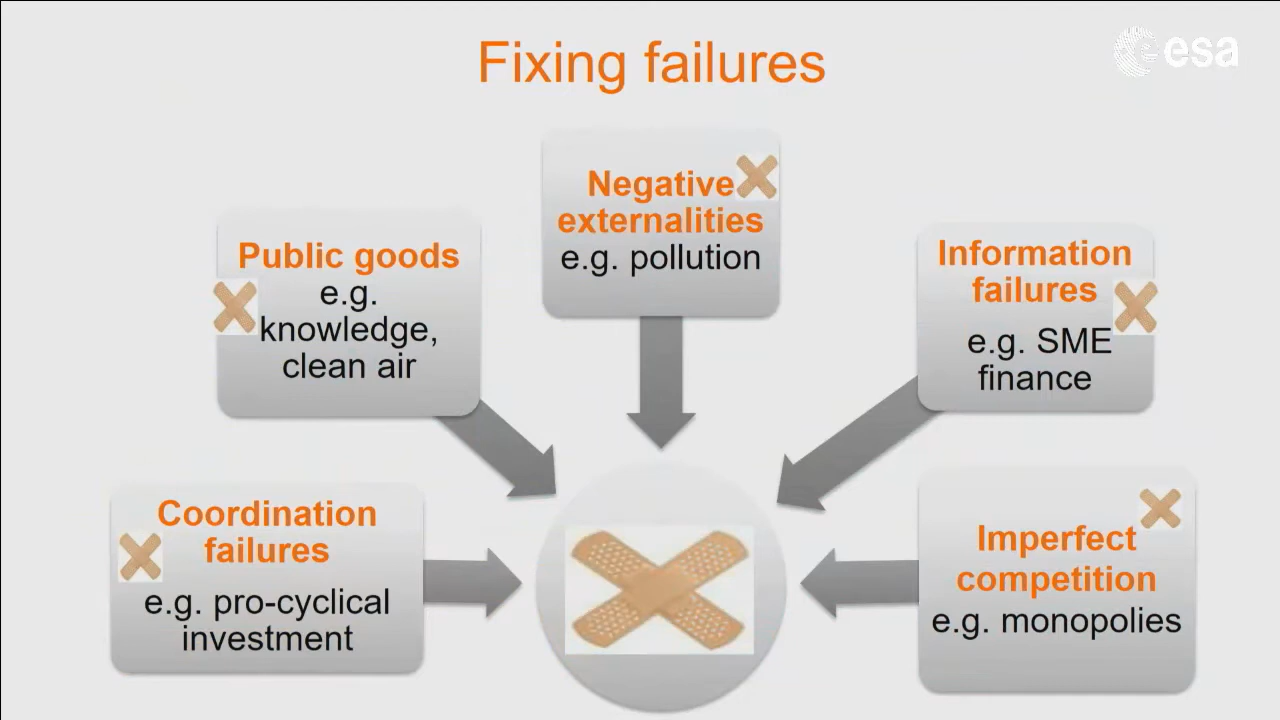 Fixing failures
esa
Negative
externalities
e.g. pollution
Public goods
e.g.
knowledge,
clean air
Information
failures
e.g. SME
finance
Coordination
failures
e.g. pro-cyclical
investment
Imperfect
competition
e.g. monopolies